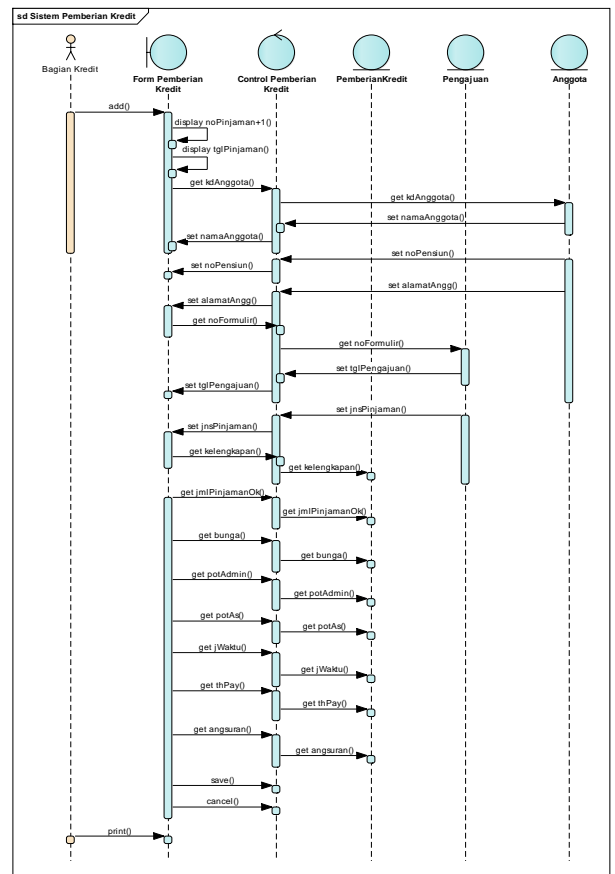 sd Sistem Pemberian Kredit
Bagian Kredit
Form Pemberian
Kredit
Control Pemberian
Kredit
PemberianKredit
Pengajuan
Anggota
add()
display noPinjaman+1()
display tglPinjaman()
get kdAnggota()
get kdAnggota()
set namaAnggota()
set namaAnggota()
set noPensiun()
set noPensiun()
set alamatAngg()
set alamatAngg()
get noFormulir()
get noFormulir()
set tglPengajuan()
set tglPengajuan()
set jnsPinjaman()
set jnsPinjaman()
get kelengkapan()
get kelengkapan()
get jmlPinjamanOk()
get jmlPinjamanOk()
get bunga()
get bunga()
get potAdmin()
get potAdmin()
get potAs()
get potAs()
get jWaktu()
get jWaktu()
get thPay()
get thPay()
get angsuran()
get angsuran()
save()
cancel()
print()